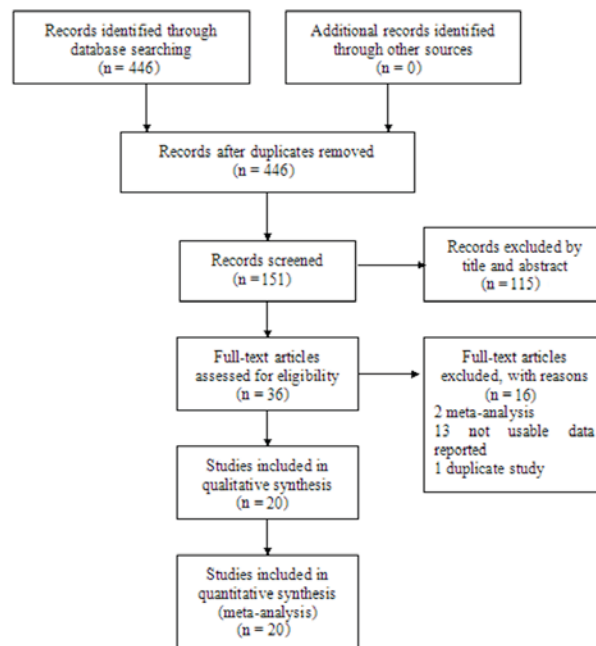 Records identified through
database searching
(n = 446)
Additional records identified
through other sources
(n = 0)
Records after duplicates removed
(n = 446)
Records screened
(n =151)
Records excluded by
title and abstract
(n = 115)
Full-text articles
assessed for eligibility
(n = 36)
Full-text articles
excluded, with reasons
(n = 16)
2 meta-analysis
13 not usable data
reported
1 duplicate study
Studies included in
qualitative synthesis
(n = 20)
Studies included in
quantitative synthesis
(meta-analysis)
(n = 20)